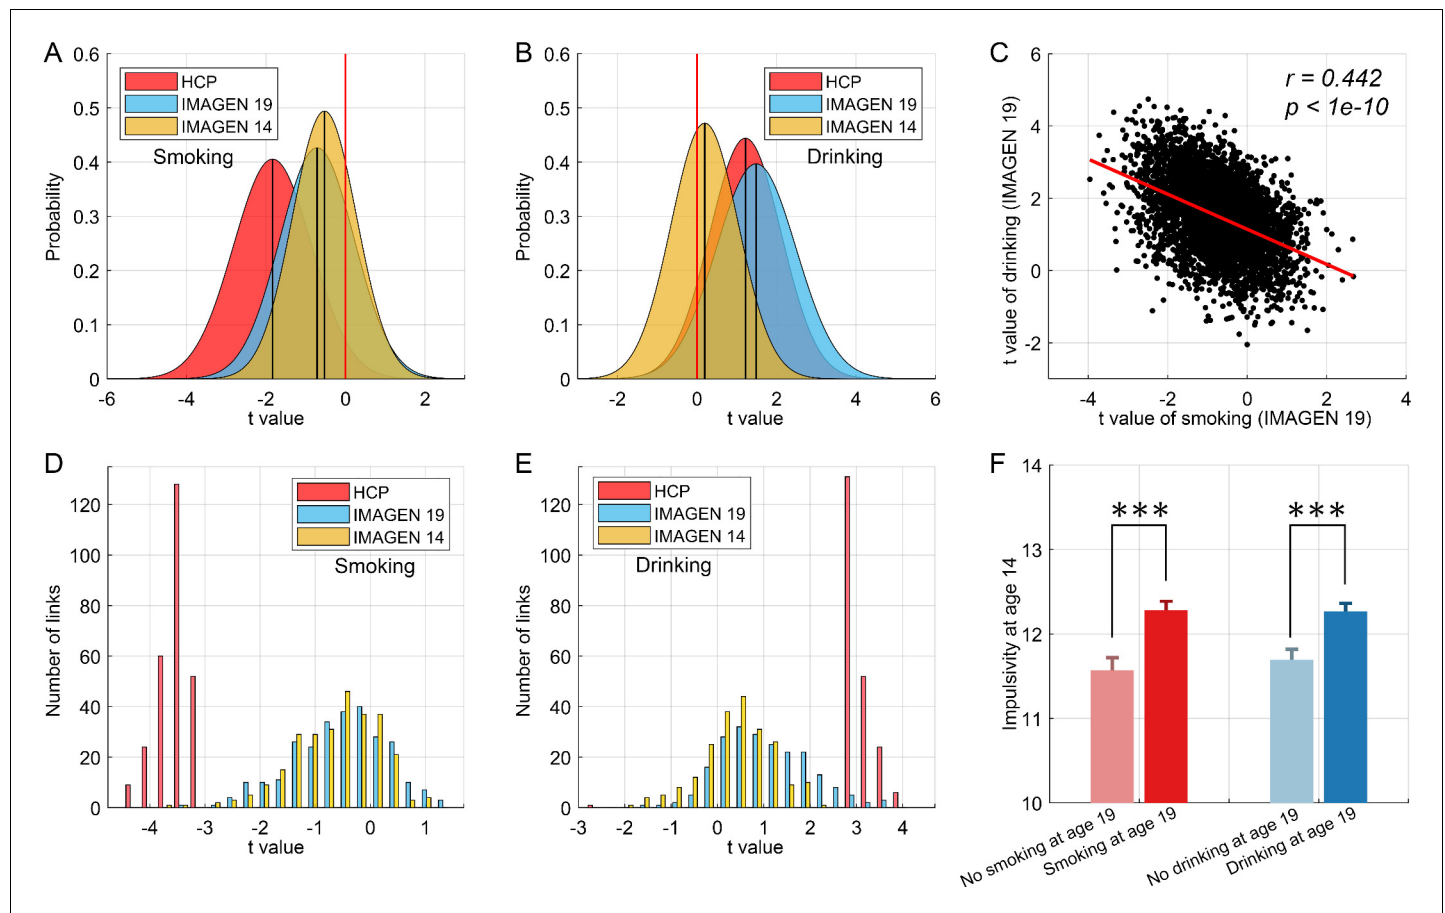 A
0.6
0.5
0.4
0.3
0.2
0.1
0
Probability
HCP
IMAGEN 19
IMAGEN 14
Smoking
-6
-4
-2
0
2
t value
B
0.6
0.5
0.4
0.3
0.2
0.1
0
Probability
HCP
IMAGEN 19
IMAGEN 14
Drinking
-2
0
2
4
6
t value
C
6
4
2
0
-2
t value of drinking (IMAGEN 19)
r = 0.442
p < 1e-10
-4
-2
0
2
4
t value of smoking (IMAGEN 19)
D
120
100
80
60
40
20
0
Number of links
HCP
IMAGEN 19
IMAGEN 14
Smoking
-4
-3
-2
-1
0
1
t value
E
120
100
80
60
40
20
0
Number of links
HCP
IMAGEN 19
IMAGEN 14
Drinking
-3
-2
-1
0
1
2
3
4
t value
F
14
13
12
11
10
Impulsivity at age 14
***
***
No smoking at age 19
Smoking at age 19
No drinking at age 19
Drinking at age 19